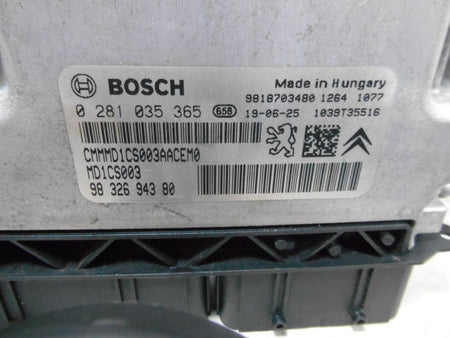 BOSCH
Made in Hungary
9818703480 1264 1077
0 281 035 365 658 19-06-25 1039T35516
CMMMD1CS003AACEM0
MD1CS003
98 326 943 80